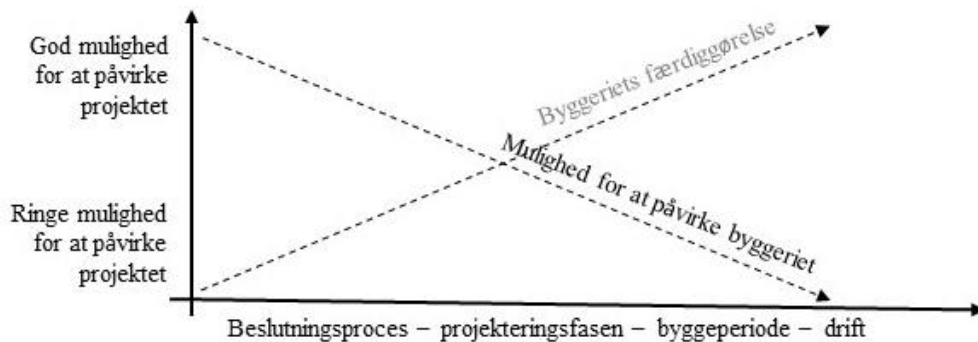 God mulighed
for at påvirke
projektet
Byggeriets færdiggørelse
Mulighed for at påvirke byggeriet
Ringe mulighed
for at påvirke
projektet
Beslutningsproces – projekteringsfasen – byggeperiode – drift